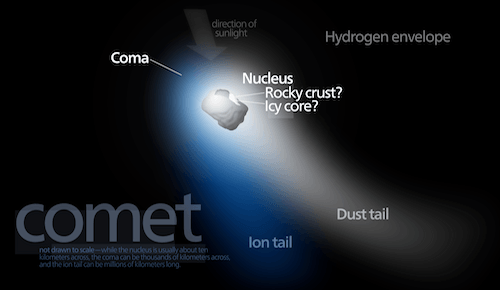 direction of
sunlight
Hydrogen envelope
Coma
Nucleus
Rocky crust?
Icy core?
Dust tail
Ion tail
comet
not drawn to scale—while the nucleus is usually about ten
kilometers across, the coma can be thousands of kilometers across,
and the ion tail can be millions of kilometers long.